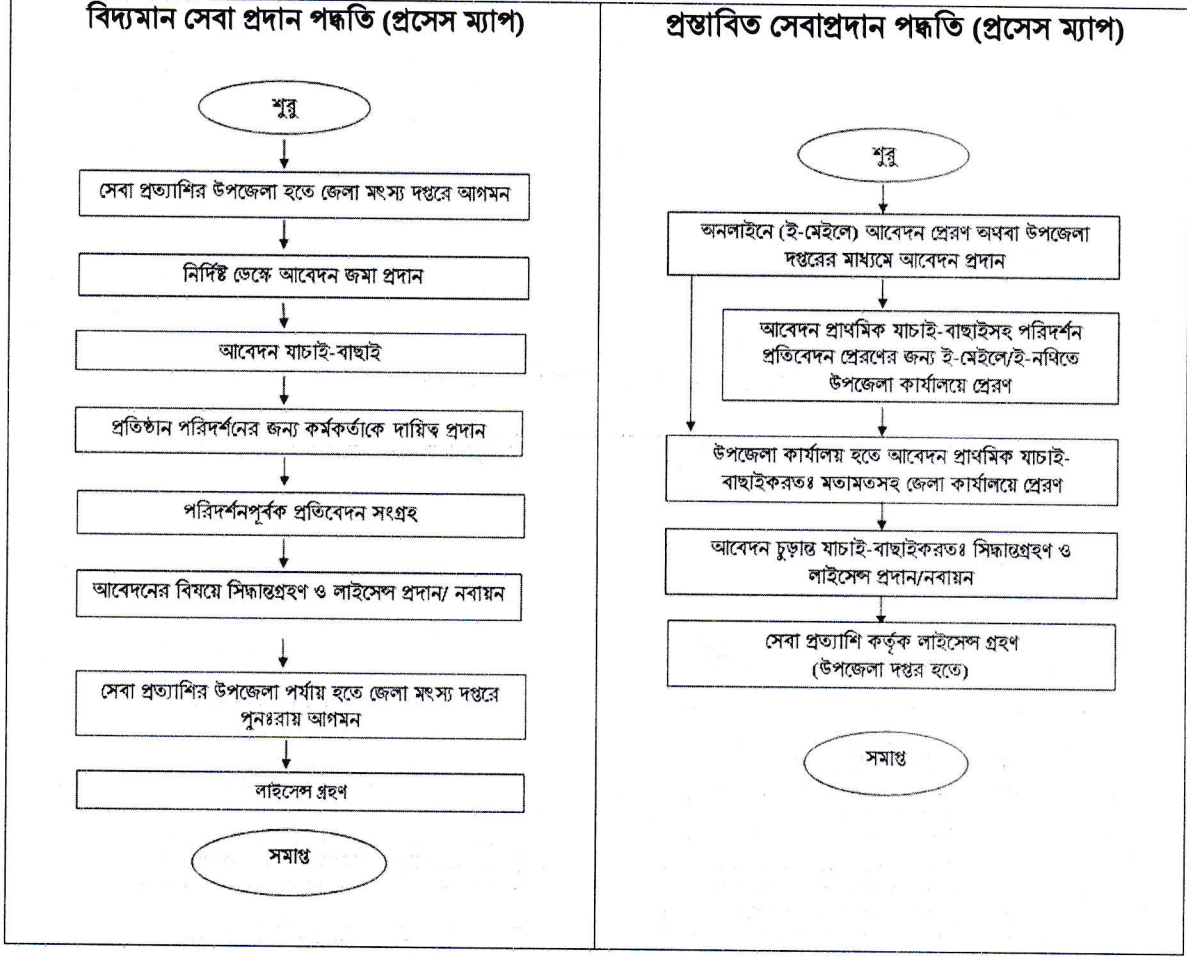 বিদ্যমান সেবা প্রদান পদ্ধতি (প্রসেস ম্যাপ)
শুরু
সেবা প্রত্যাশির উপজেলা হতে জেলা মৎস্য দপ্তরে আগমন
নির্দিষ্ট ডেস্কে আবেদন জমা প্রদান
আবেদন যাচাই-বাছাই
প্রতিষ্ঠান পরিদর্শনের জন্য কর্মকর্তাকে দায়িত্ব প্রদান
পরিদর্শনপূর্বক প্রতিবেদন সংগ্রহ
আবেদনের বিষয়ে সিদ্ধান্তগ্রহণ ও লাইসেন্স প্রদান/ নবায়ন
সেবা প্রত্যাশির উপজেলা পর্যায় হতে জেলা মৎস্য দপ্তরে
পুনঃরায় আগমন
লাইসেন্স গ্রহণ
সমাপ্ত
প্রস্তাবিত সেবাপ্রদান পদ্ধতি (প্রসেস ম্যাপ)
শুরু
অনলাইনে (ই-মেইলে) আবেদন প্রেরণ অথবা উপজেলা
দপ্তরের মাধ্যমে আবেদন প্রদান
আবেদন প্রাথমিক যাচাই-বাছাইসহ পরিদর্শন
প্রতিবেদন প্রেরণের জন্য ই-মেইলে/ই-নথিতে
উপজেলা কার্যালয়ে প্রেরণ
উপজেলা কার্যালয় হতে আবেদন প্রাথমিক যাচাই-
বাছাইকরতঃ মতামতসহ জেলা কার্যালয়ে প্রেরণ
আবেদন চুড়ান্ত যাচাই-বাছাইকরতঃ সিদ্ধান্তগ্রহণ ও
লাইসেন্স প্রদান/নবায়ন
সেবা প্রত্যাশি কর্তৃক লাইসেন্স গ্রহণ
(উপজেলা দপ্তর হতে)
সমাপ্ত